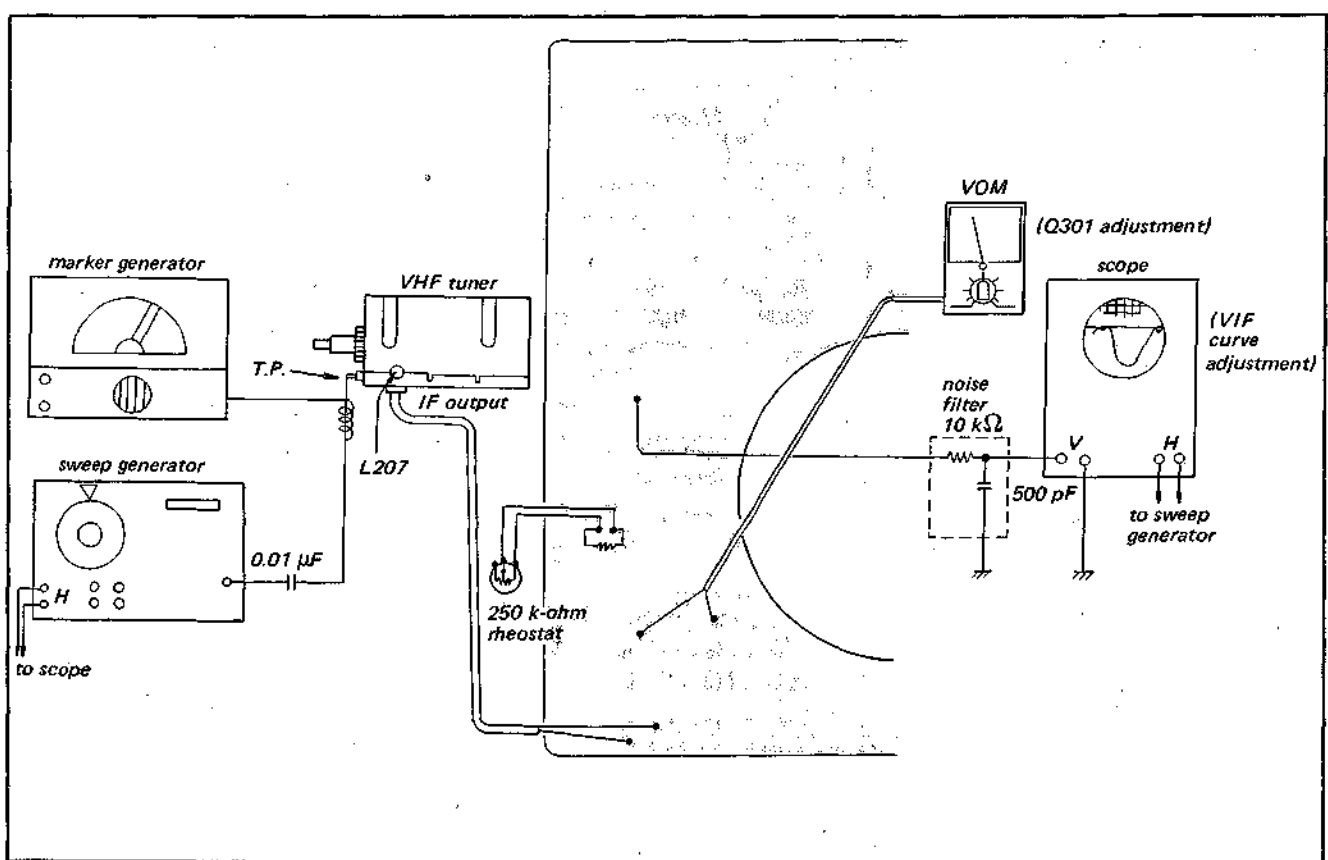 VOM
(Q301 adjustment)
marker generator
VHF tuner
scope
(VIF
curve
adjustment)
T.P.
IF output
noise
filter
10 kΩ
L207
sweep generator
V
H
500 pF
to sweep
generator
0.01 µF
H
250 k-ohm
rheostat
to scope